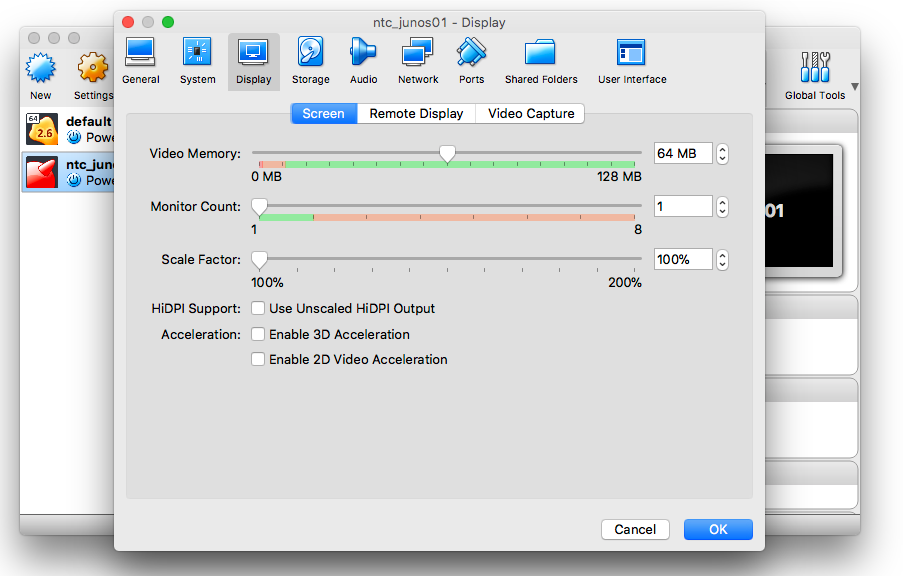 ntc_junos01 - Display
General System Display Storage Audio Network Ports Shared Folders User Interface
New Settings Global Tools
64
2.6
default
Powe
ntc_jun
Powe
01
Screen Remote Display Video Capture
Video Memory: 64 MB
0 MB 128 MB
Monitor Count: 1
1 8
Scale Factor: 100%
100% 200%
HiDPI Support: Use Unscaled HiDPI Output
Acceleration: Enable 3D Acceleration
Enable 2D Video Acceleration
Cancel OK